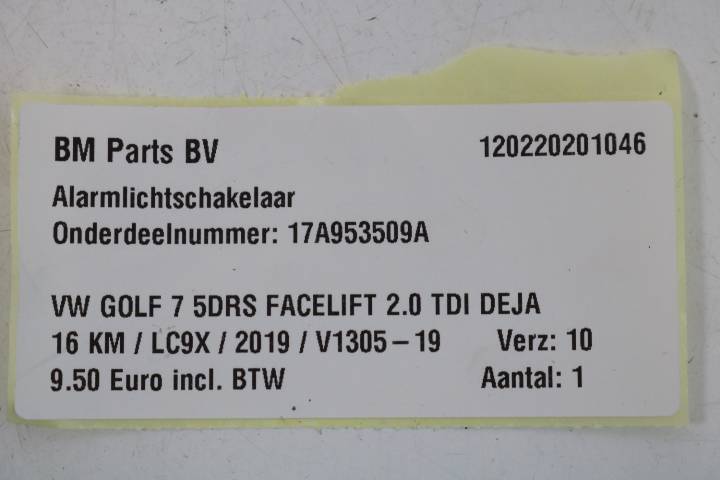 BM Parts BV 120220201046
Alarmlichtschakelaar
Onderdeelnummer: 17A953509A
VW GOLF 7 5DRS FACELIFT 2.0 TDI DEJA
16 KM / LC9X / 2019 / V1305-19 Verz: 10
9.50 Euro incl. BTW Aantal: 1